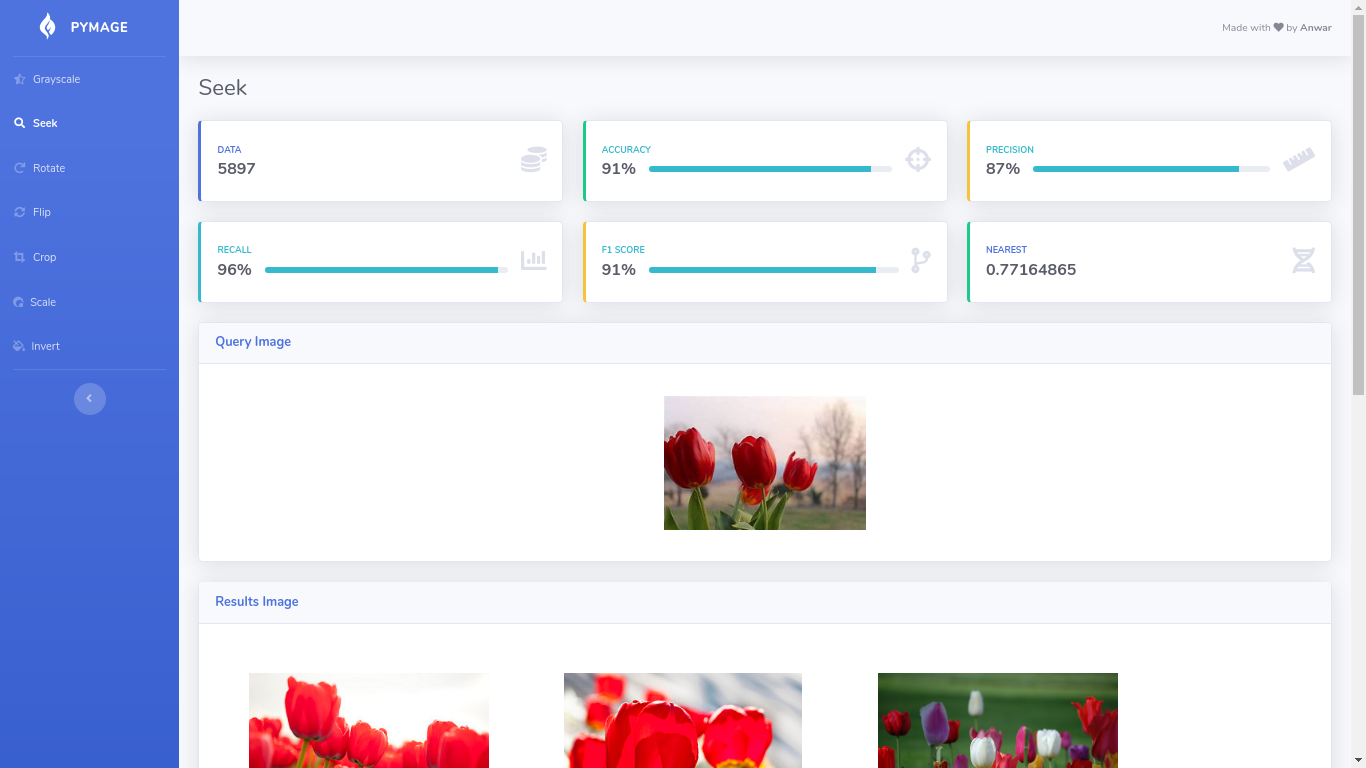 PYMAGE
Made with ♥ by Anwar
Grayscale
Seek
Rotate
Flip
Crop
Scale
Invert
Seek
DATA
5897
ACCURACY
91%
PRECISION
87%
RECALL
96%
F1 SCORE
91%
NEAREST
0.77164865
Query Image
Results Image